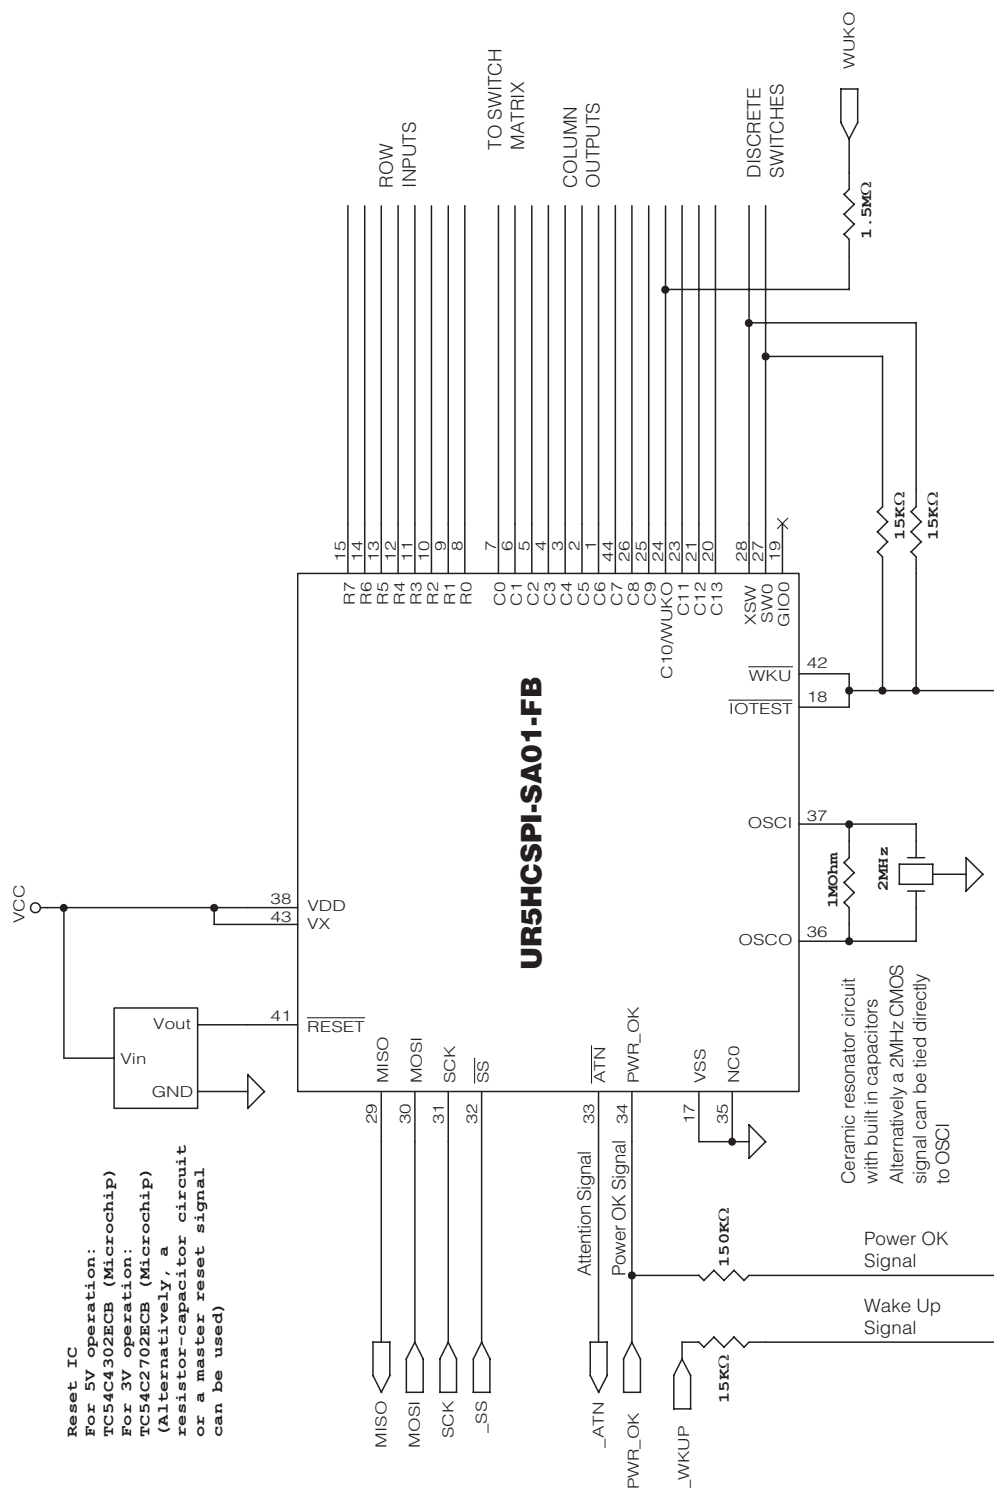 WUKO
1.5MΩ
ROW
INPUTS
TO SWITCH
MATRIX
COLUMN
OUTPUTS
DISCRETE
SWITCHES
15KΩ
15KΩ
15
14
13
12
11
10
9
8
7
6
5
4
3
2
1
44
26
25
24
23
21
20
28
27
19
R7
R6
R5
R4
R3
R2
R1
R0
C0
C1
C2
C3
C4
C5
C6
C7
C8
C9
C10/WUKO
C11
C12
C13
XSW
SW0
GIO0
WKU
42
IOTEST
18
UR5HCSPI-SA01-FB
OSCI
37
OSCO
36
1MOhm
2MHz
VCC
38
VDD
43
VX
41
RESET
Vout
Vin
GND
MISO
MOSI
SCK
SS
ATN
PWR_OK
VSS
NC0
29
30
31
32
33
34
17
35
Ceramic resonator circuit
with built in capacitors
Alternatively a 2MHz CMOS
signal can be tied directly
to OSCI
Attention Signal
Power OK Signal
150KΩ
Power OK
Signal
15KΩ
Wake Up
Signal
MISO
MOSI
SCK
_SS
_ATN
PWR_OK
_WKUP
Reset IC
For 5V operation:
TC54C4302ECB (Microchip)
For 3V operation:
TC54C2702ECB (Microchip)
(Alternatively, a
resistor-capacitor circuit
or a master reset signal
can be used)